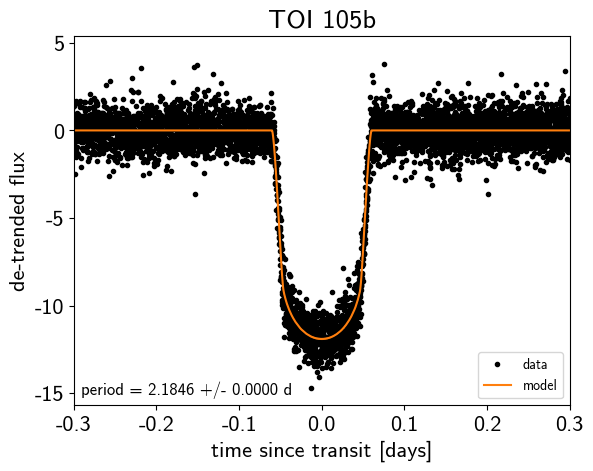 TOI 105b
de-trended flux
5
0
-5
-10
-15
period = 2.1846 +/- 0.0000 d
data
model
-0.3 -0.2 -0.1 0.0 0.1 0.2 0.3
time since transit [days]